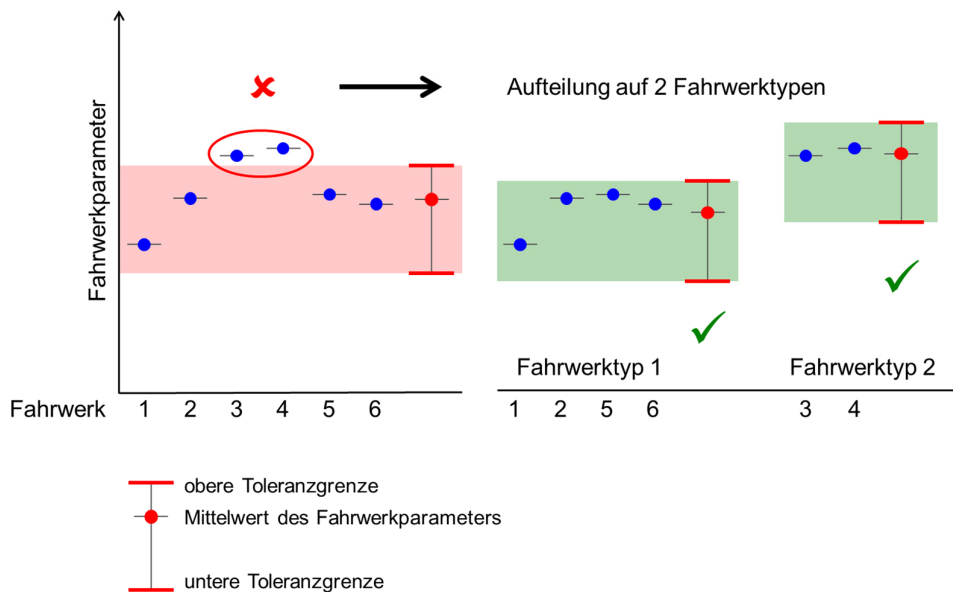 Fahrwerkparameter
Aufteilung auf 2 Fahrwerktypen
Fahrwerktyp 1
Fahrwerktyp 2
Fahrwerk 1 2 3 4 5 6
1 2 5 6
3 4
obere Toleranzgrenze
Mittelwert des Fahrwerkparameters
untere Toleranzgrenze